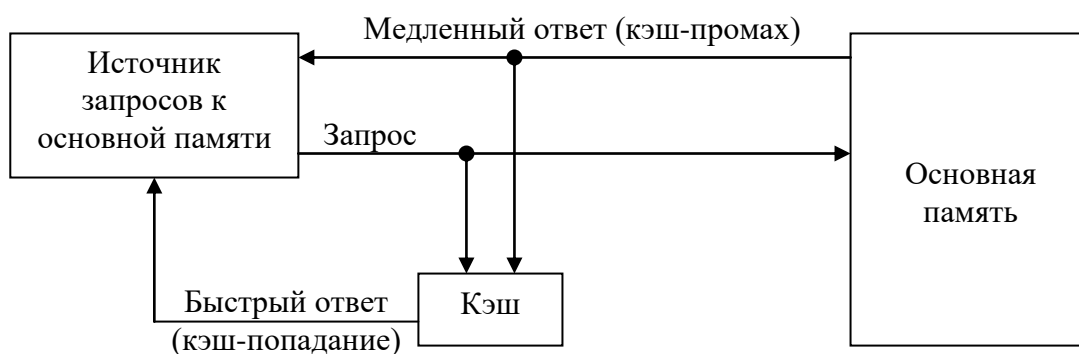 Медленный ответ (кэш-промах)
Источник
запросов к
основной памяти
Запрос
Основная
память
Быстрый ответ
(кэш-попадание)
Кэш